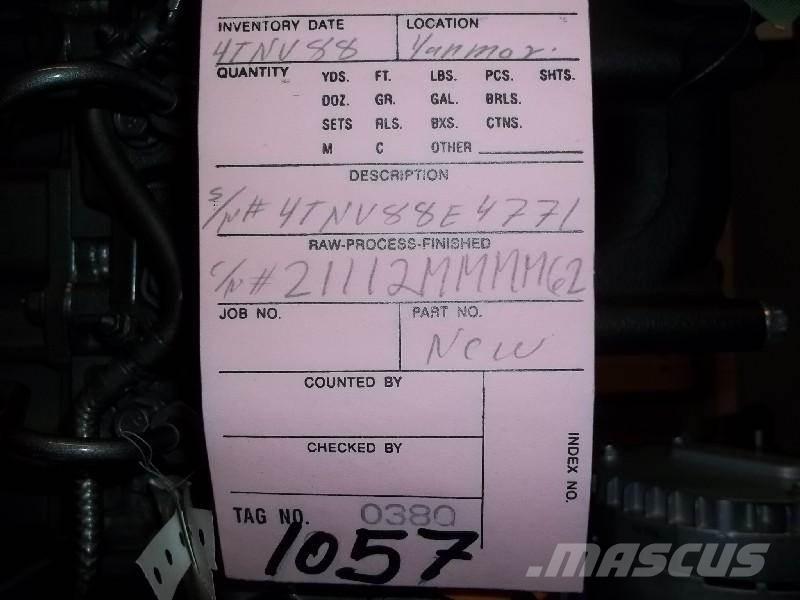 INVENTORY DATE LOCATION
4TNV88 Yanmar.
QUANTITY YDS. FT. LBS. PCS. SHTS.
DOZ. GR. GAL. BRLS.
SETS RLS. BXS. CTNS.
M C OTHER
DESCRIPTION
S/N# 4TNV88E4771
RAW-PROCESS-FINISHED
C/N# 21112MMMMM62
JOB NO. PART NO.
New
COUNTED BY
CHECKED BY
INDEX NO.
TAG NO. 0380
1057
MASCUS